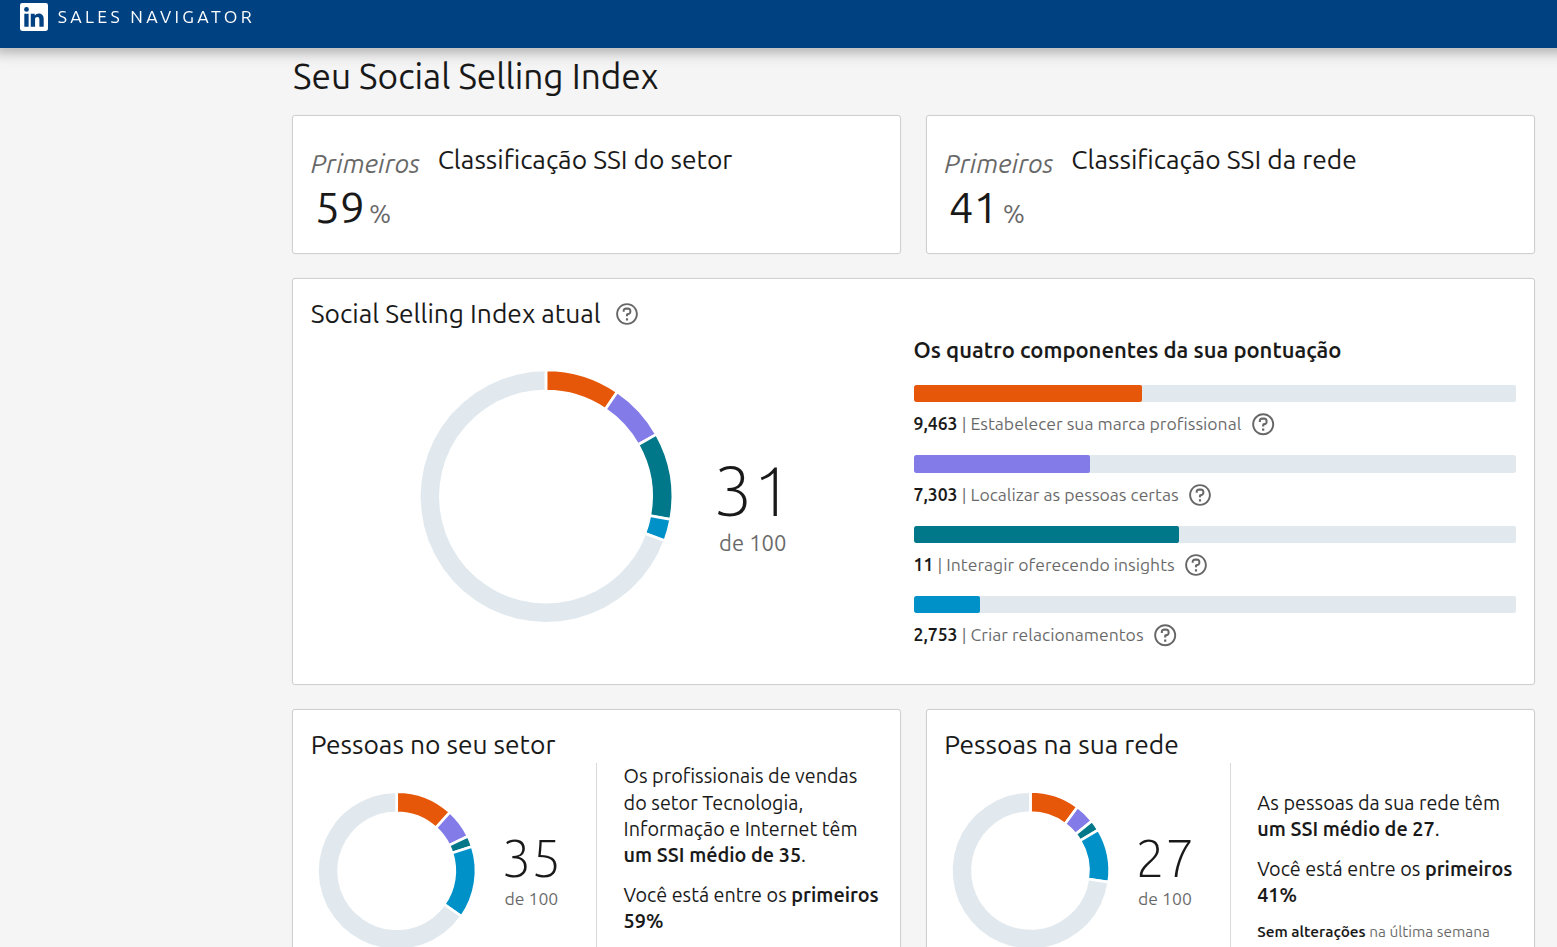 in SALES NAVIGATOR
Seu Social Selling Index
Primeiros Classificação SSI do setor
59 %
Primeiros Classificação SSI da rede
41 %
Social Selling Index atual ?
31
de 100
Os quatro componentes da sua pontuação
9,463 | Estabelecer sua marca profissional ?
7,303 | Localizar as pessoas certas ?
11 | Interagir oferecendo insights ?
2,753 | Criar relacionamentos ?
Pessoas no seu setor
35
de 100
Os profissionais de vendas
do setor Tecnologia,
Informação e Internet têm
um SSI médio de 35.
Você está entre os primeiros
59%
Pessoas na sua rede
27
de 100
As pessoas da sua rede têm
um SSI médio de 27.
Você está entre os primeiros
41%
Sem alterações na última semana